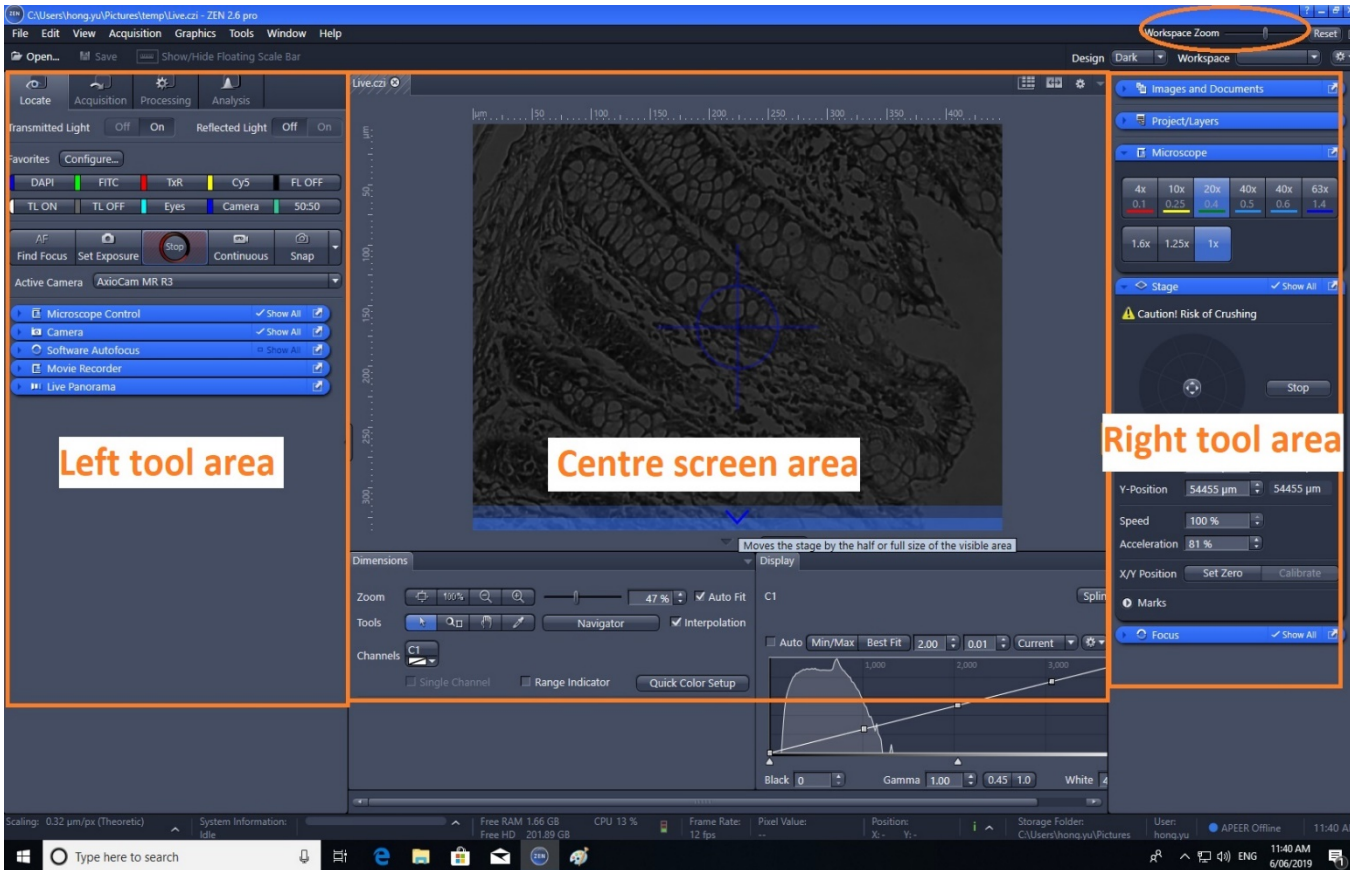 C:\Users\hong.yu\Pictures\temp\Live.czi - ZEN 2.6 pro
File Edit View Acquisition Graphics Tools Window Help
Workspace Zoom Reset
Open... Save Show/Hide Floating Scale Bar
Design Dark Workspace
Locate Acquisition Processing Analysis
Transmitted Light Off On Reflected Light Off On
Favorites Configure...
DAPI FITC TxR Cy5 FL OFF
TL ON TL OFF Eyes Camera 50:50
AF
Find Focus Set Exposure Stop Continuous Snap
Active Camera AxioCam MR R3
Microscope Control Show All
Camera Show All
Software Autofocus Show All
Movie Recorder
Live Panorama
Left tool area
Live.czi
µm 50 100 150 200 250 300 350 400
µm
50
100
150
200
250
300
Centre screen area
Moves the stage by the half or full size of the visible area
Dimensions
Zoom 100% 47 % Auto Fit
Tools Navigator Interpolation
Channels C1
Single Channel Range Indicator Quick Color Setup
Display
C1
Auto Min/Max Best Fit 2.00 0.01 Current
1,000 2,000 3,000
Black 0 Gamma 1.00 0.45 1.0 White
Images and Documents
Project/Layers
Microscope
4x 10x 20x 40x 40x 63x
0.1 0.25 0.4 0.5 0.6 1.4
1.6x 1.25x 1x
Stage Show All
Caution! Risk of Crushing
Stop
Right tool area
Y-Position 54455 µm 54455 µm
Speed 100 %
Acceleration 81 %
X/Y Position Set Zero Calibrate
Marks
Focus Show All
Scaling: 0.32 µm/px (Theoretic) System Information: Idle Free RAM 1.66 GB Free HD 201.89 GB CPU 13 % Frame Rate: 12 fps Pixel Value: -- Position: X: - Y: - Storage Folder: C:\Users\hong.yu\Pictures User: hong.yu APEER Offline 11:40
Type here to search
ZEN
ENG
11:40 AM
6/06/2019